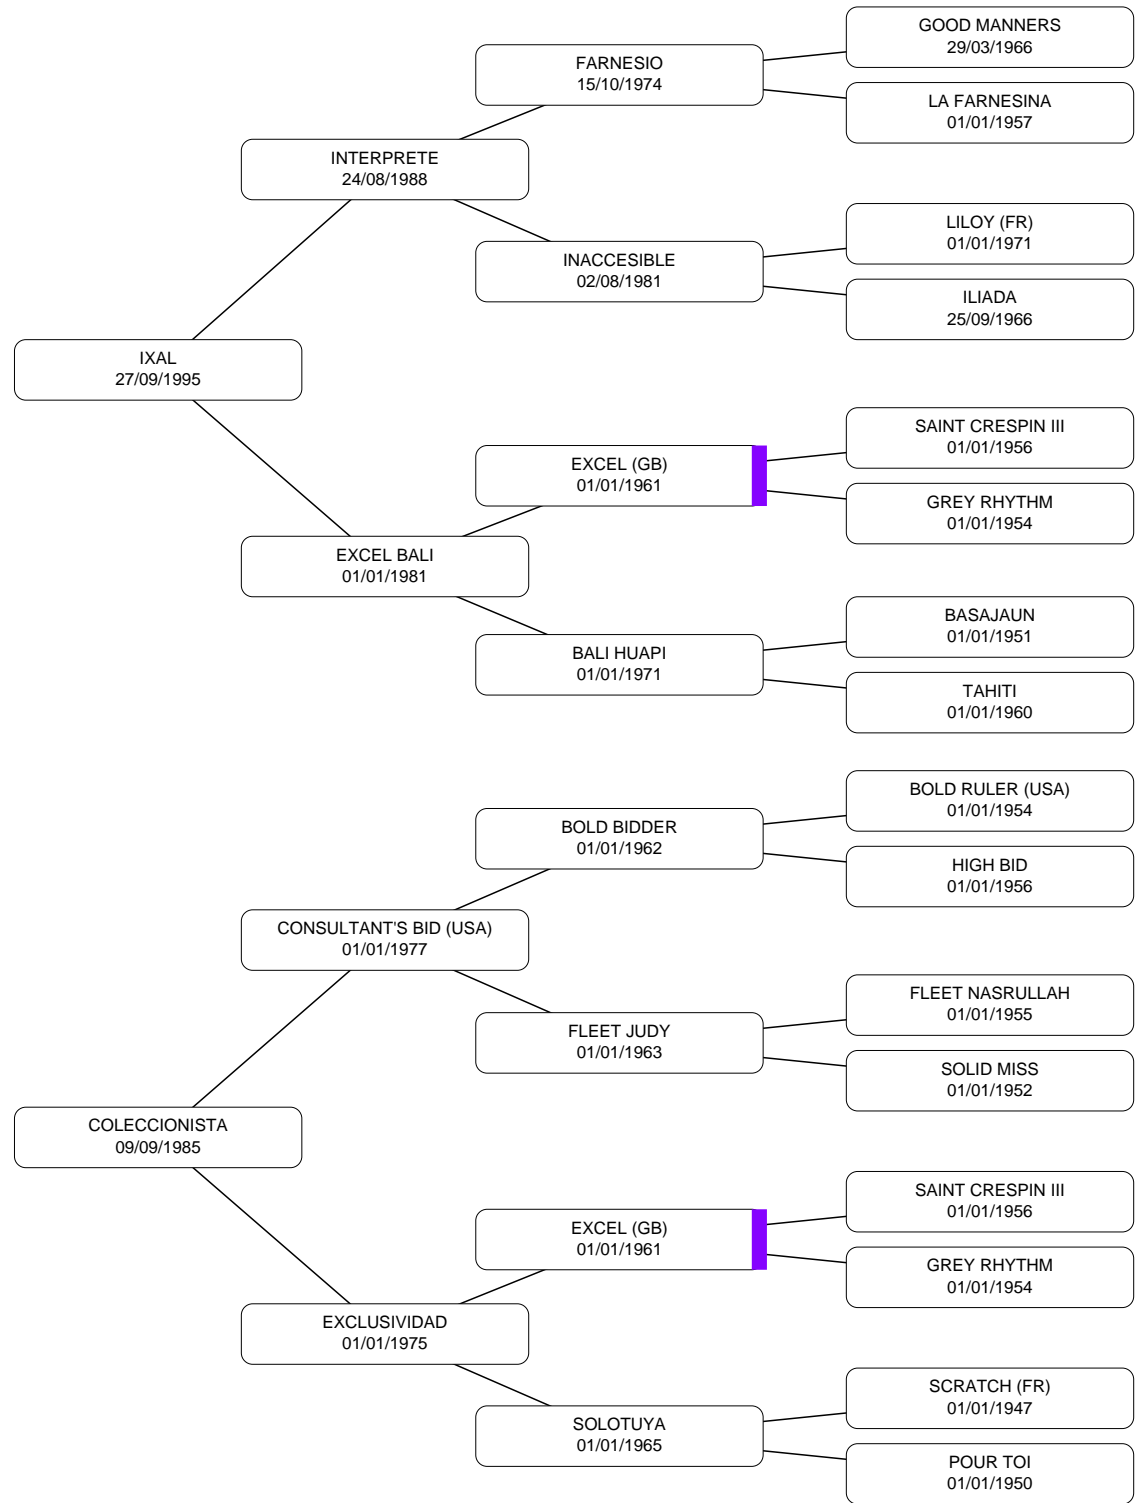 GOOD MANNERS
29/03/1966
FARNESIO
15/10/1974
LA FARNESINA
01/01/1957
INTERPRETE
24/08/1988
LILOY (FR)
01/01/1971
INACCESIBLE
02/08/1981
ILIADA
25/09/1966
IXAL
27/09/1995
SAINT CRESPIN III
01/01/1956
EXCEL (GB)
01/01/1961
GREY RHYTHM
01/01/1954
EXCEL BALI
01/01/1981
BASAJAUN
01/01/1951
BALI HUAPI
01/01/1971
TAHITI
01/01/1960
BOLD RULER (USA)
01/01/1954
BOLD BIDDER
01/01/1962
HIGH BID
01/01/1956
CONSULTANT'S BID (USA)
01/01/1977
FLEET NASRULLAH
01/01/1955
FLEET JUDY
01/01/1963
SOLID MISS
01/01/1952
COLECCIONISTA
09/09/1985
SAINT CRESPIN III
01/01/1956
EXCEL (GB)
01/01/1961
GREY RHYTHM
01/01/1954
EXCLUSIVIDAD
01/01/1975
SCRATCH (FR)
01/01/1947
SOLOTUYA
01/01/1965
POUR TOI
01/01/1950